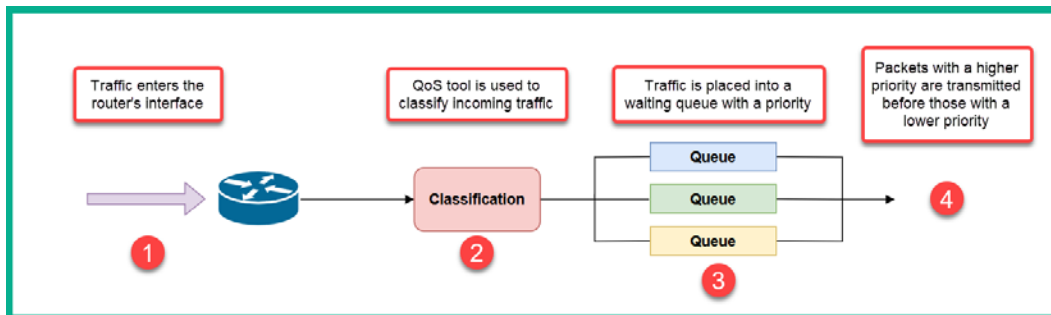 Traffic enters the
router's interface
QoS tool is used to
classify incoming traffic
Traffic is placed into a
waiting queue with a priority
Packets with a higher
priority are transmitted
before those with a
lower priority
Classification
Queue
Queue
Queue
1
2
3
4